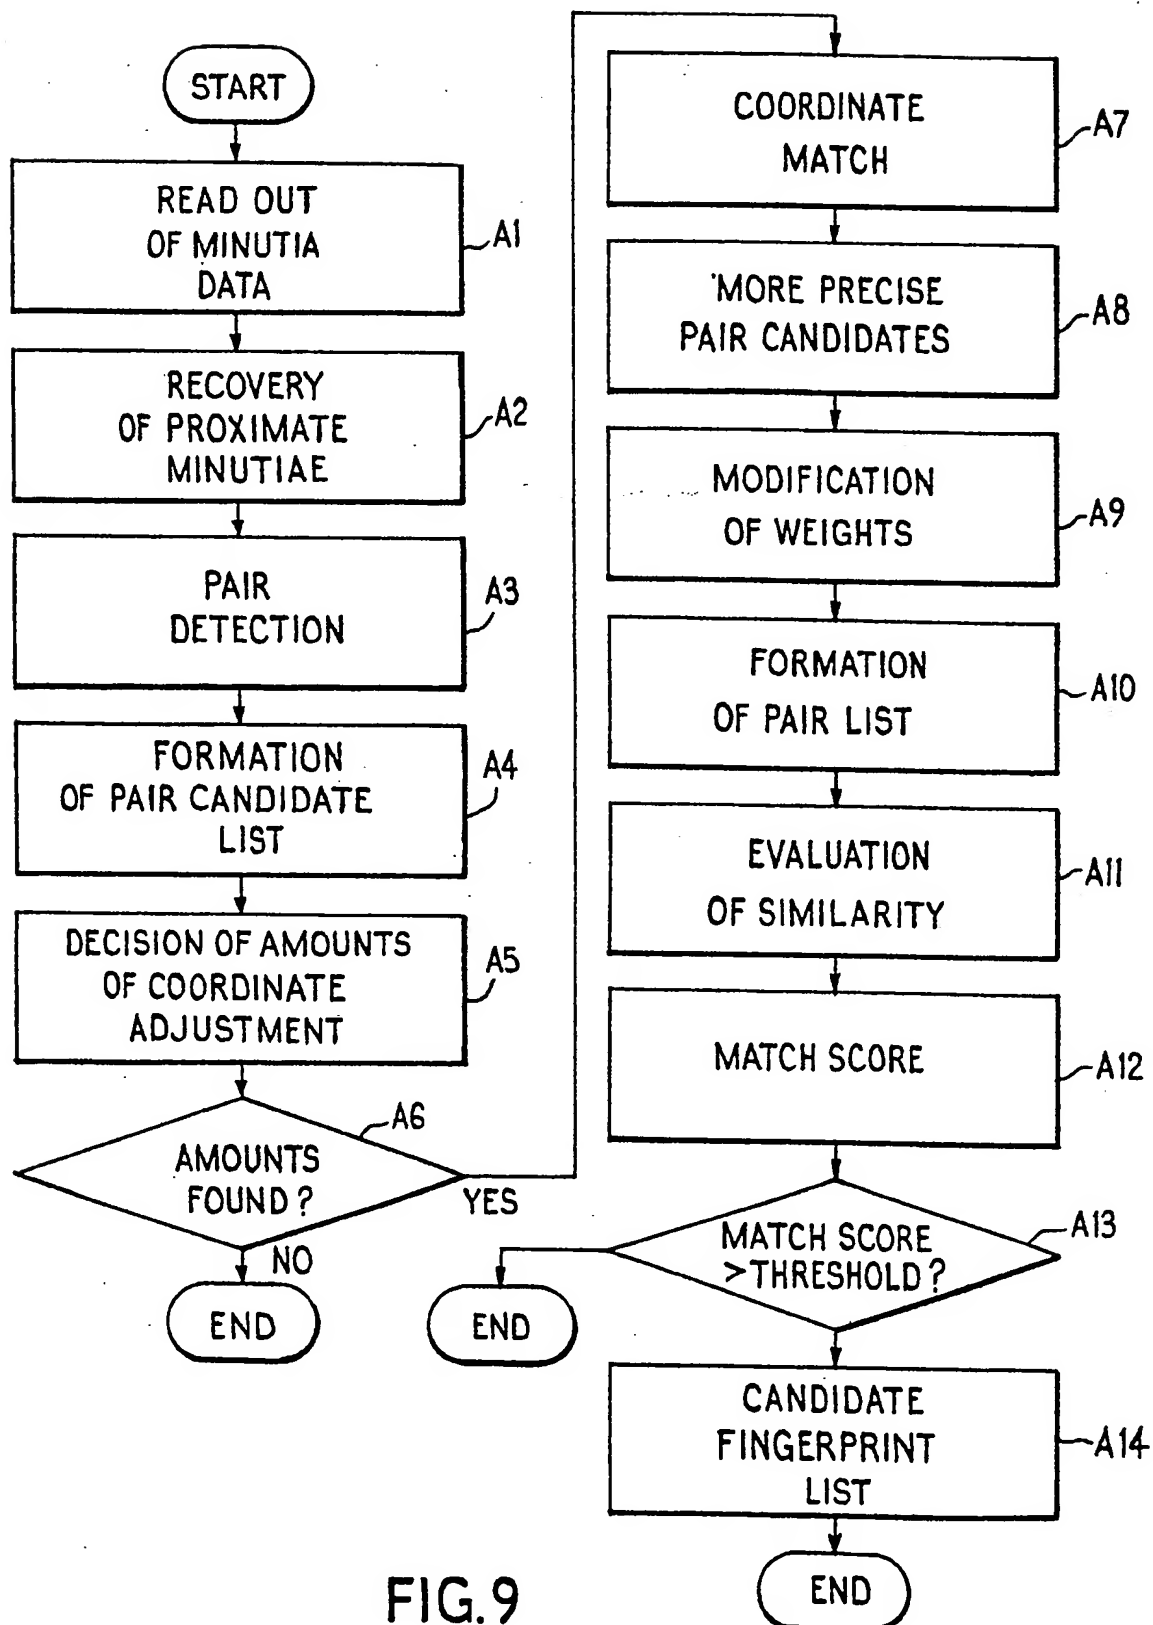 START
READ OUT
OF MINUTIA
DATA
A1
RECOVERY
OF PROXIMATE
MINUTIAE
A2
PAIR
DETECTION
A3
FORMATION
OF PAIR CANDIDATE
LIST
A4
DECISION OF AMOUNTS
OF COORDINATE
ADJUSTMENT
A5
AMOUNTS
FOUND?
A6
YES
NO
END
COORDINATE
MATCH
A7
MORE PRECISE
PAIR CANDIDATES
A8
MODIFICATION
OF WEIGHTS
A9
FORMATION
OF PAIR LIST
A10
EVALUATION
OF SIMILARITY
A11
MATCH SCORE
A12
MATCH SCORE
>THRESHOLD?
A13
END
CANDIDATE
FINGERPRINT
LIST
A14
END
FIG.9